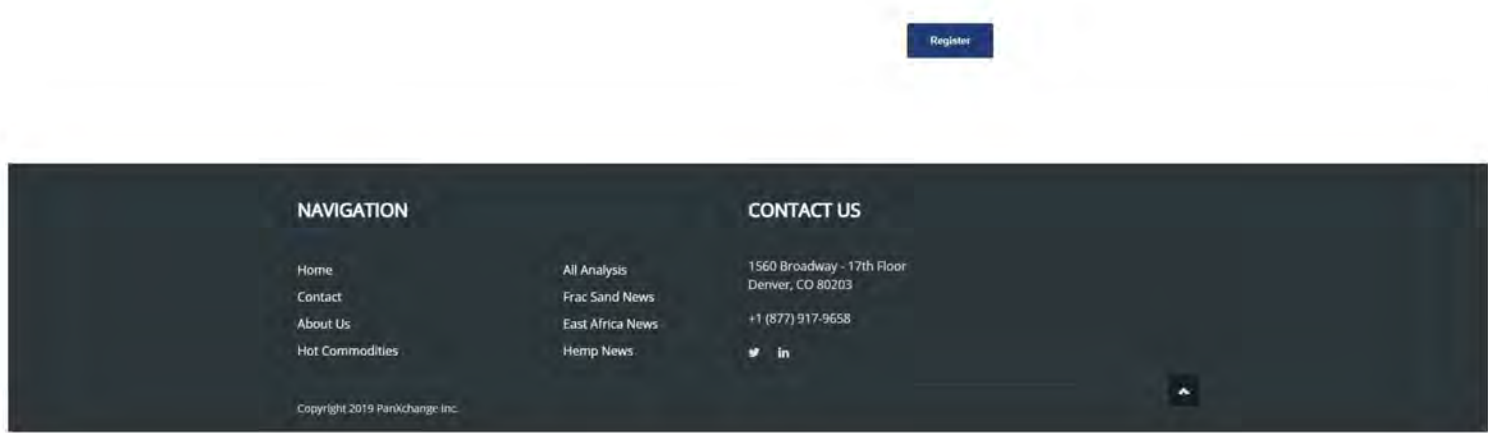 Register
NAVIGATION
Home
Contact
About Us
Hot Commodities
All Analysis
Frac Sand News
East Africa News
Hemp News
CONTACT US
1560 Broadway - 17th Floor
Denver, CO 80203
+1 (877) 917-9658
in
Copyright 2019 PanXchange Inc.